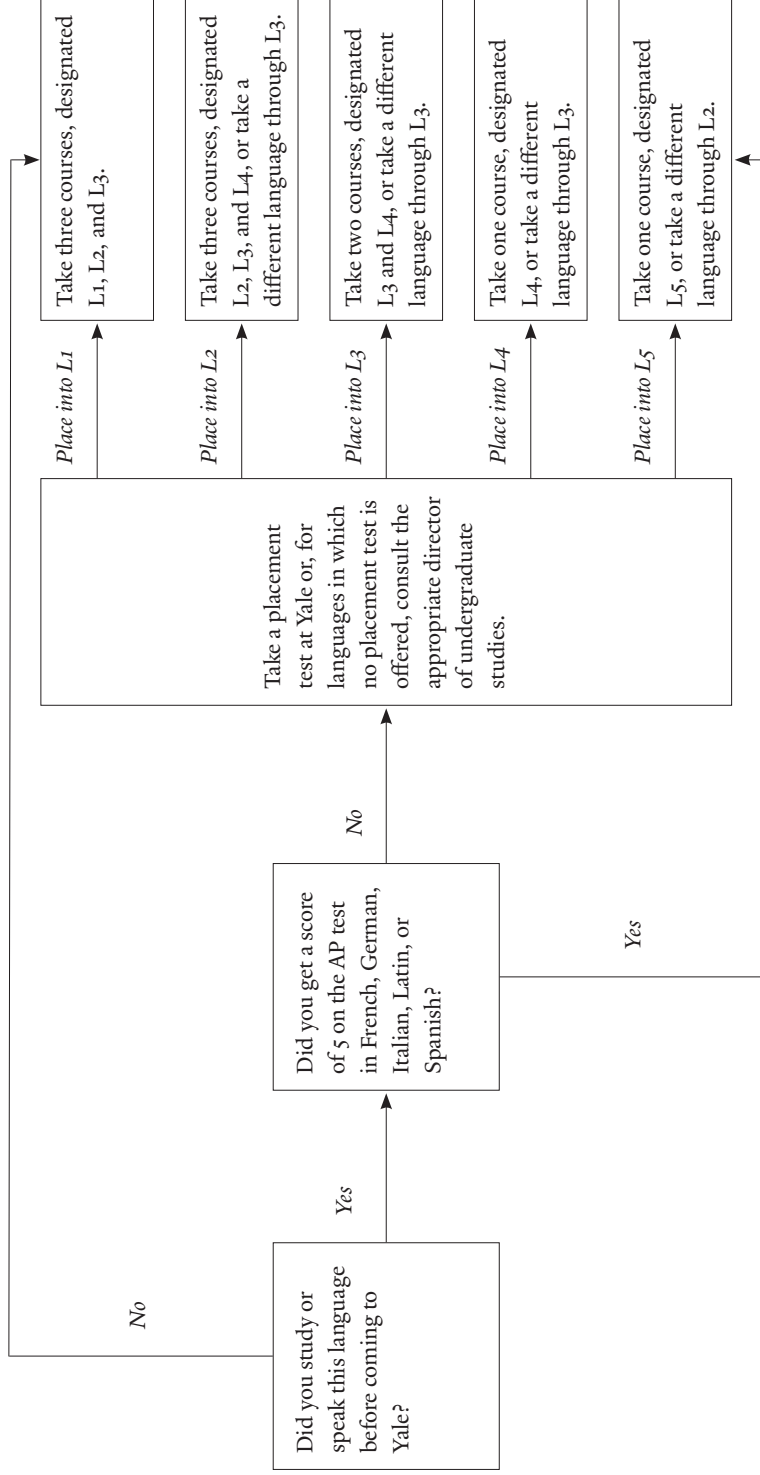 Did you study or
speak this language
before coming to
Yale?
No
Yes
Did you get a score
of 5 on the AP test
in French, German,
Italian, Latin, or
Spanish?
No
Yes
Take a placement
test at Yale or, for
languages in which
no placement test is
offered, consult the
appropriate director
of undergraduate
studies.
Place into L1
Take three courses, designated
L1, L2, and L3.
Place into L2
Take three courses, designated
L2, L3, and L4, or take a
different language through L3.
Place into L3
Take two courses, designated
L3 and L4, or take a different
language through L3.
Place into L4
Take one course, designated
L4, or take a different
language through L3.
Place into L5
Take one course, designated
L5, or take a different
language through L2.